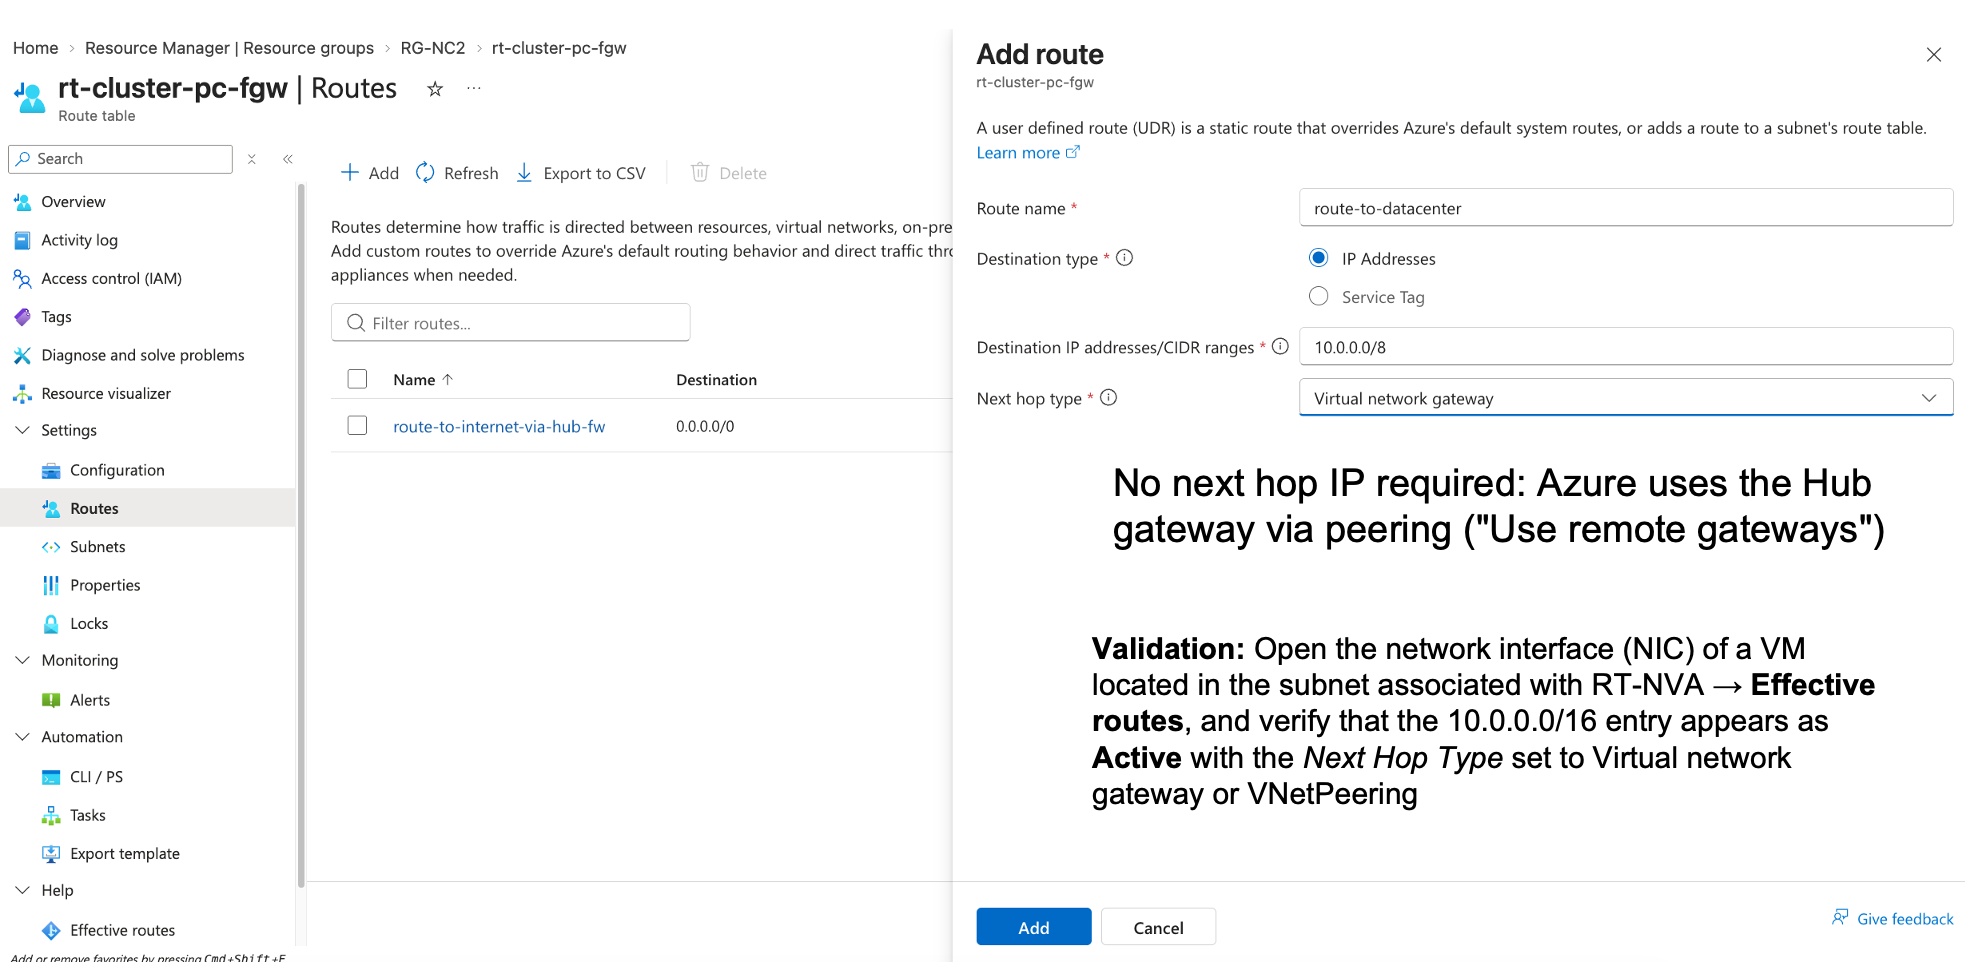 Home > Resource Manager | Resource groups > RG-NC2 > rt-cluster-pc-fgw
rt-cluster-pc-fgw | Routes
Route table
Search
Overview
Activity log
Access control (IAM)
Tags
Diagnose and solve problems
Resource visualizer
Settings
Configuration
Routes
Subnets
Properties
Locks
Monitoring
Alerts
Automation
CLI / PS
Tasks
Export template
Help
Effective routes
Add or remove favorites by pressing Cmd+Shift+F
Add Refresh Export to CSV Delete
Routes determine how traffic is directed between resources, virtual networks, on-pre
Add custom routes to override Azure's default routing behavior and direct traffic thro
appliances when needed.
Filter routes...
Name ↑ Destination
route-to-internet-via-hub-fw 0.0.0.0/0
Add route
rt-cluster-pc-fgw
A user defined route (UDR) is a static route that overrides Azure's default system routes, or adds a route to a subnet's route table.
Learn more
Route name * route-to-datacenter
Destination type * IP Addresses
Service Tag
Destination IP addresses/CIDR ranges * 10.0.0.0/8
Next hop type * Virtual network gateway
No next hop IP required: Azure uses the Hub
gateway via peering ("Use remote gateways")
Validation: Open the network interface (NIC) of a VM
located in the subnet associated with RT-NVA → Effective
routes, and verify that the 10.0.0.0/16 entry appears as
Active with the Next Hop Type set to Virtual network
gateway or VNetPeering
Add Cancel
Give feedback